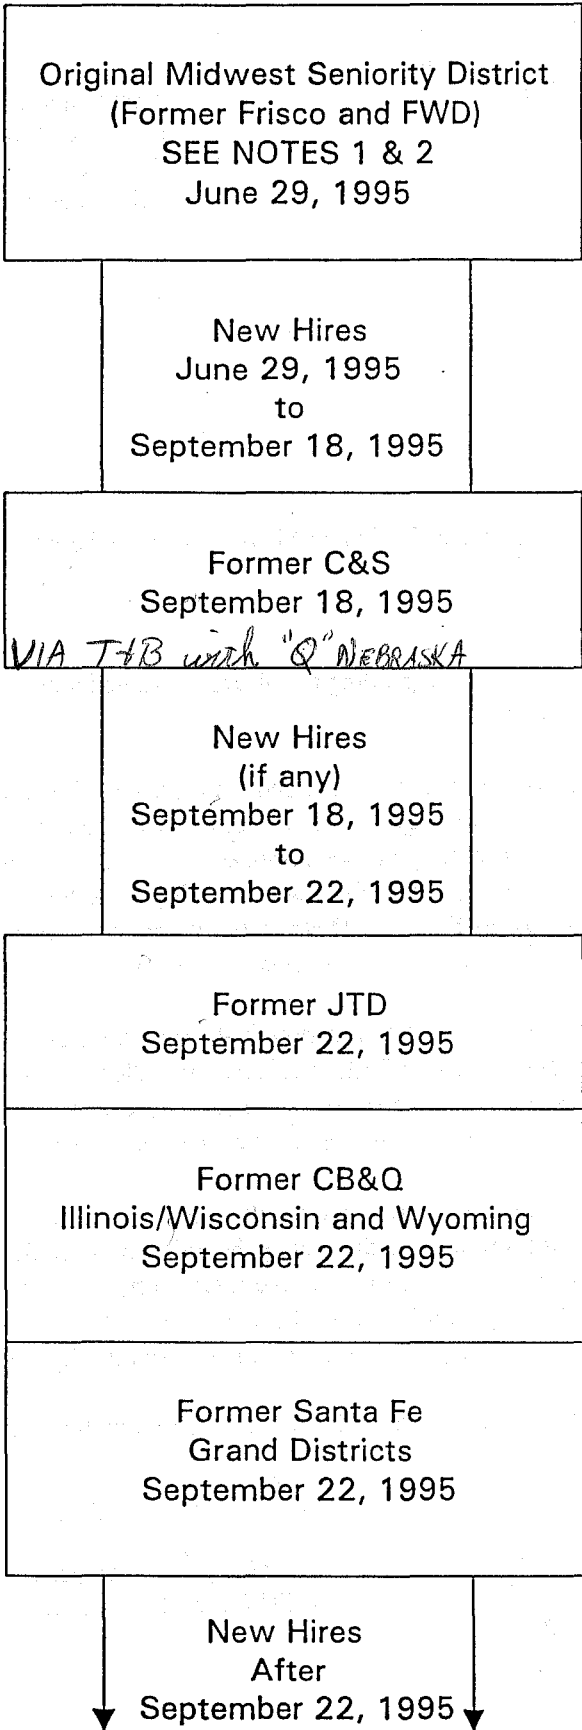 Original Midwest Seniority District
(Former Frisco and FWD)
SEE NOTES 1 & 2
June 29, 1995
New Hires
June 29, 1995
to
September 18, 1995
Former C&S
September 18, 1995
VIA T&B with "Q" NEBRASKA
New Hires
(if any)
September 18, 1995
to
September 22, 1995
Former JTD
September 22, 1995
Former CB&Q
Illinois/Wisconsin and Wyoming
September 22, 1995
Former Santa Fe
Grand Districts
September 22, 1995
New Hires
After
September 22, 1995